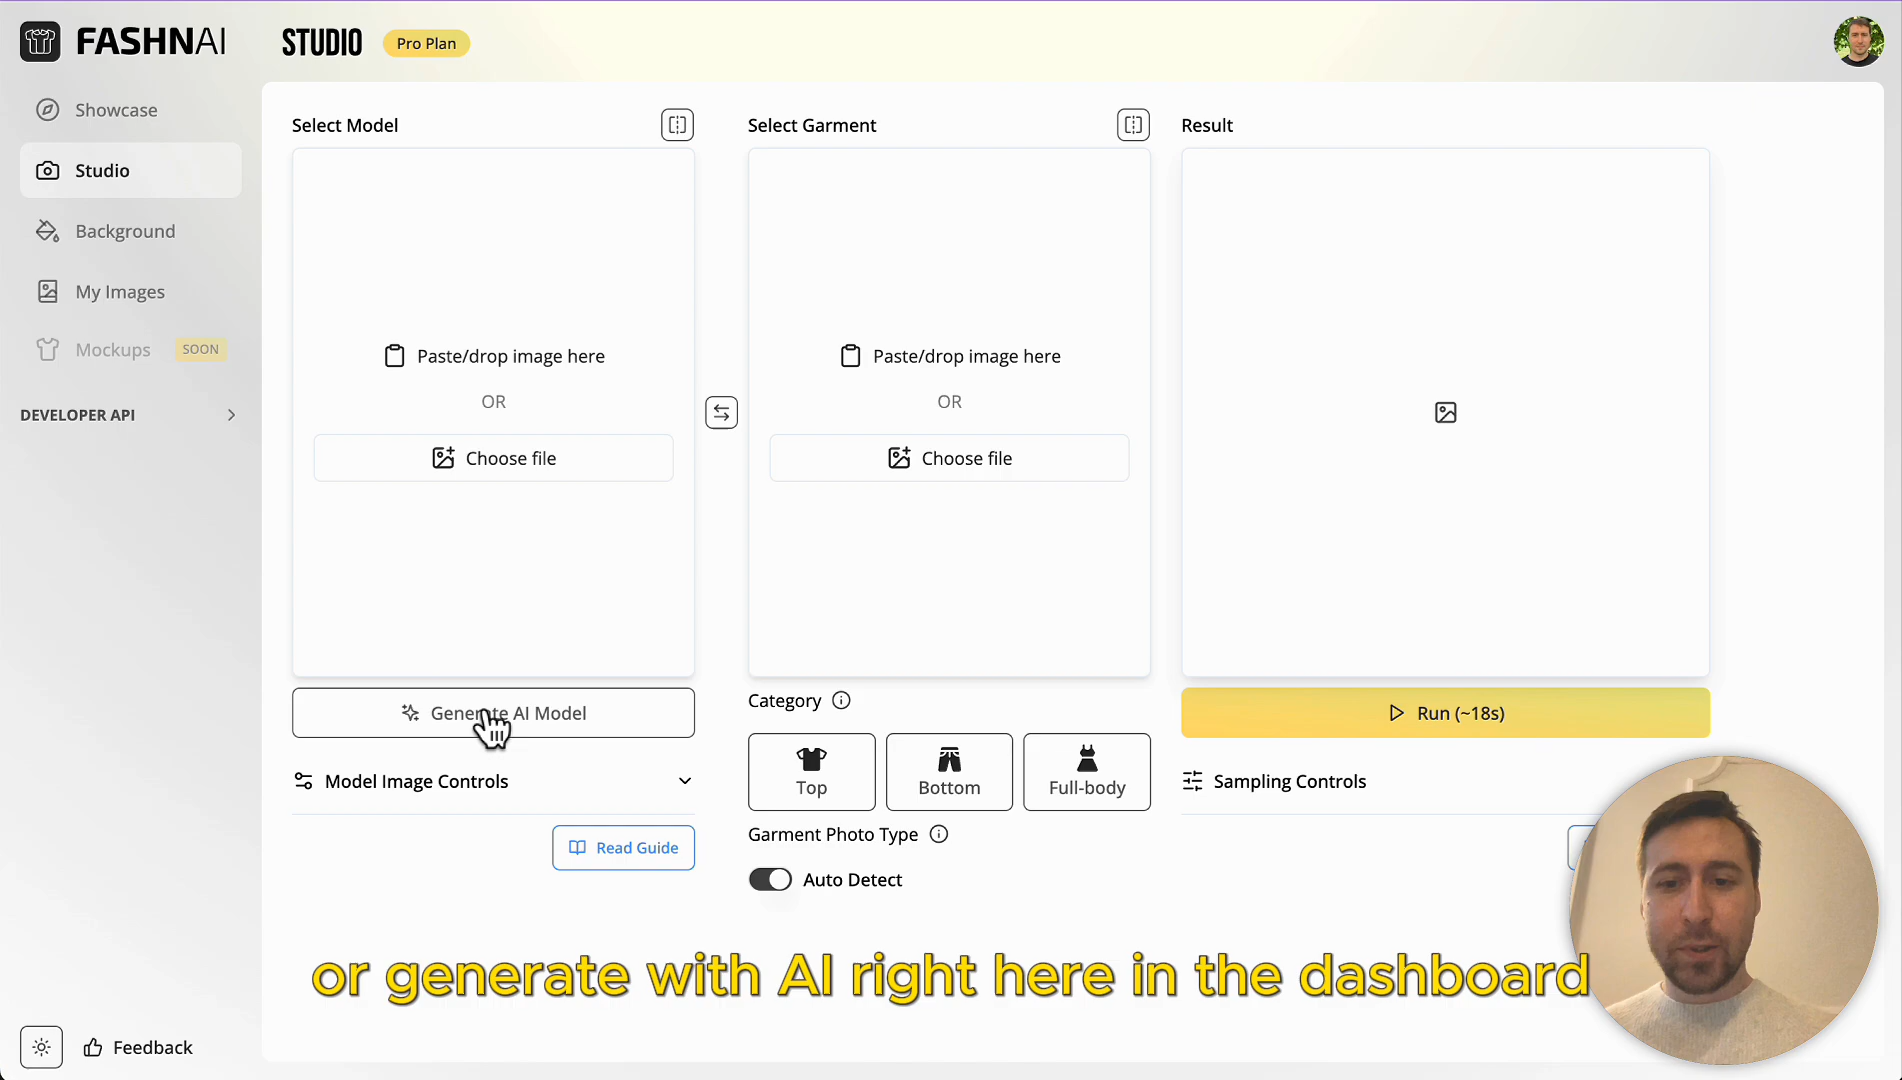 FASHNAI
STUDIO
Pro Plan
Showcase
Studio
Background
My Images
Mockups SOON
DEVELOPER API
Select Model
Paste/drop image here
OR
Choose file
Generate AI Model
Model Image Controls
Read Guide
Select Garment
Paste/drop image here
OR
Choose file
Category
Top
Bottom
Full-body
Garment Photo Type
Auto Detect
Result
Run (~18s)
Sampling Controls
or generate with AI right here in the dashboard
Feedback